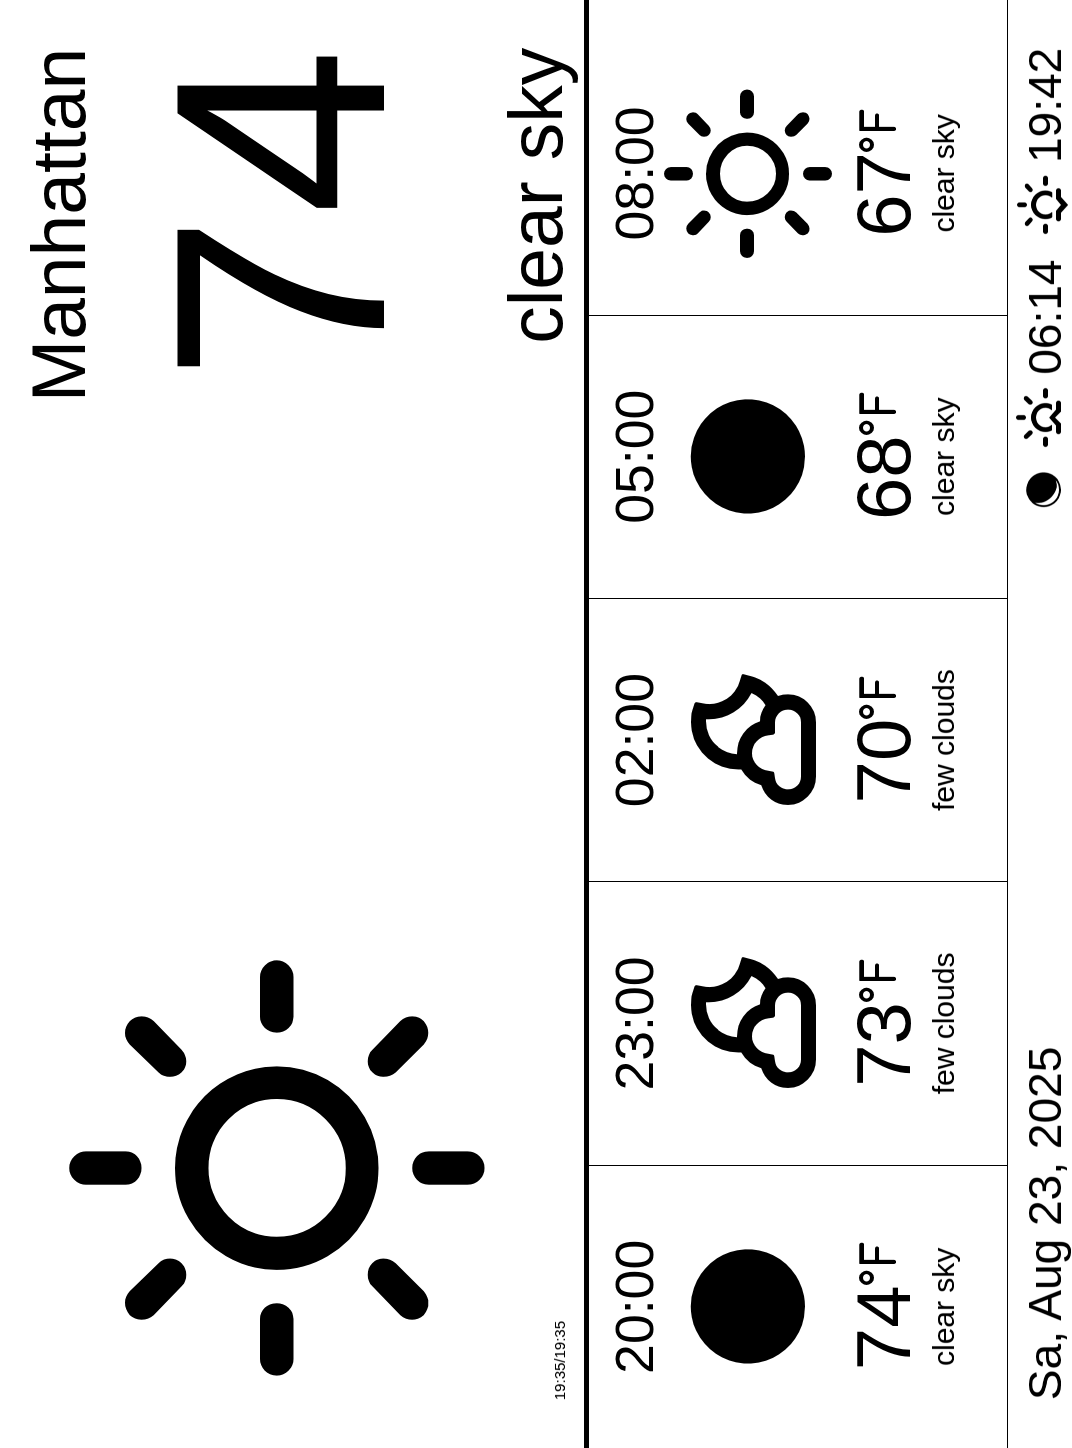 Manhattan
74
clear sky
19:35/19:35
20:00
74°F
clear sky
23:00
73°F
few clouds
02:00
70°F
few clouds
05:00
68°F
clear sky
08:00
67°F
clear sky
Sa, Aug 23, 2025
06:14
19:42